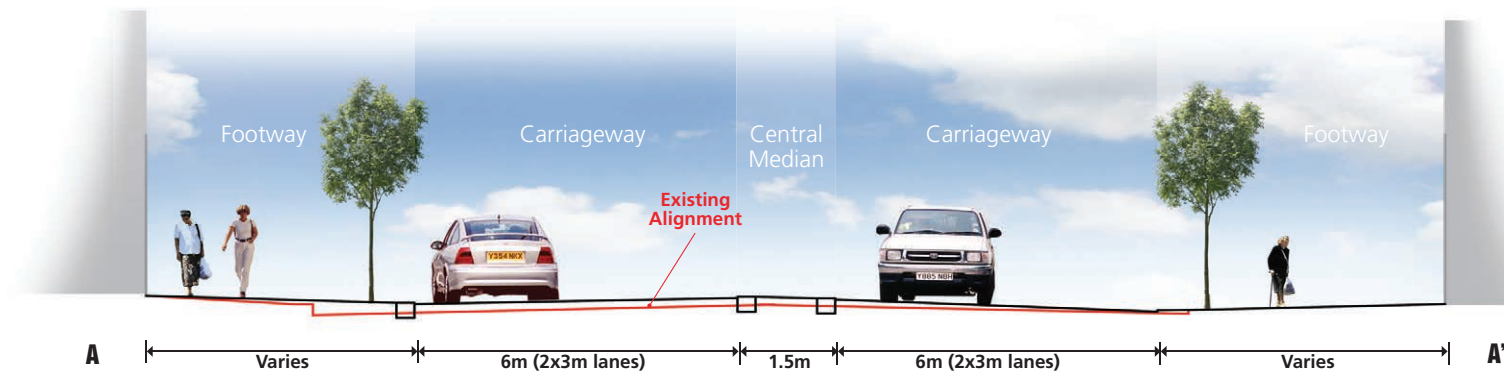 Footway
Carriageway
Central
Median
Carriageway
Footway
Existing
Alignment
Y354 NKX
Y885 NBH
A
Varies
6m (2x3m lanes)
1.5m
6m (2x3m lanes)
Varies
A'